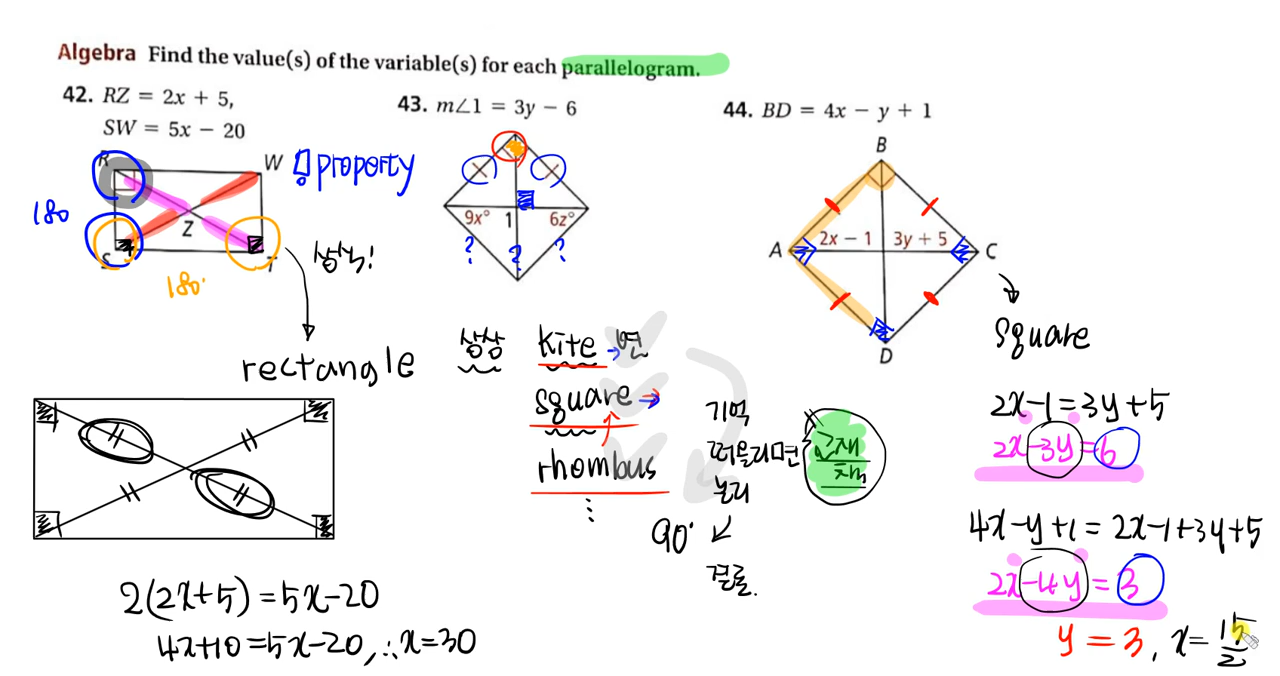 Algebra Find the value(s) of the variable(s) for each parallelogram.
42. RZ = 2x + 5,
SW = 5x − 20
43. m∠1 = 3y − 6
44. BD = 4x − y + 1
R
W
S
T
Z
property
180
180°
상상!
rectangle
9x°
1
6z°
?
?
?
B
A
2x − 1
3y + 5
C
D
square
상상
kite → 변
square →
rhombus
⋮
기억
떠올리면
논리
90°
결론.
교재
2x-1=3y+5
2x-3y=6
4x-y+1=2x-1+3y+5
2x-4y=3
y=3, x=15/2
2(2x+5)=5x-20
4x+10=5x-20, ∴x=30